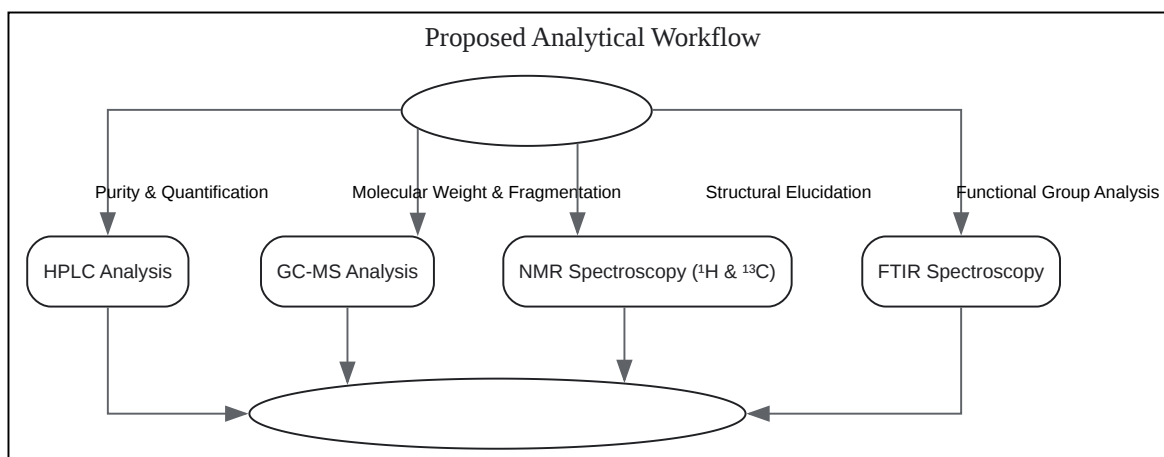 Proposed Analytical Workflow
Purity & Quantification
Molecular Weight & Fragmentation
Structural Elucidation
Functional Group Analysis
HPLC Analysis
GC-MS Analysis
NMR Spectroscopy (¹H & ¹³C)
FTIR Spectroscopy